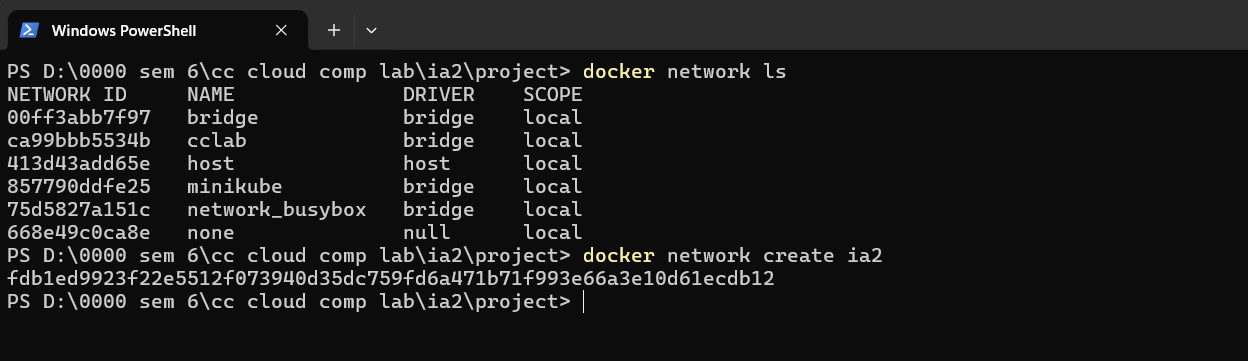 Windows PowerShell
PS D:\0000 sem 6\cc cloud comp lab\ia2\project> docker network ls
NETWORK ID     NAME              DRIVER    SCOPE
00ff3abb7f97   bridge            bridge    local
ca99bbb5534b   cclab             bridge    local
413d43add65e   host              host      local
857790ddfe25   minikube          bridge    local
75d5827a151c   network_busybox   bridge    local
668e49c0ca8e   none              null      local
PS D:\0000 sem 6\cc cloud comp lab\ia2\project> docker network create ia2
fdb1ed9923f22e5512f073940d35dc759fd6a471b71f993e66a3e10d61ecdb12
PS D:\0000 sem 6\cc cloud comp lab\ia2\project>